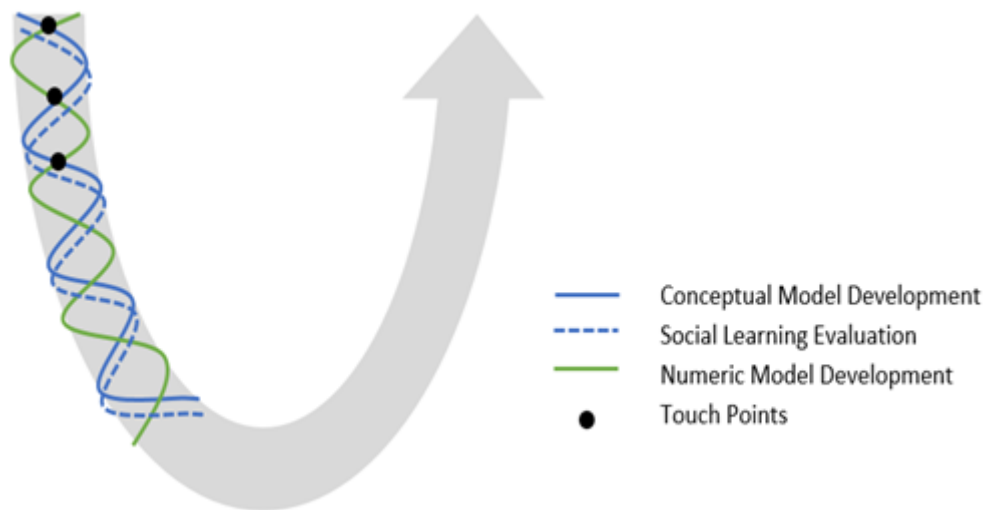 Conceptual Model Development
Social Learning Evaluation
Numeric Model Development
Touch Points